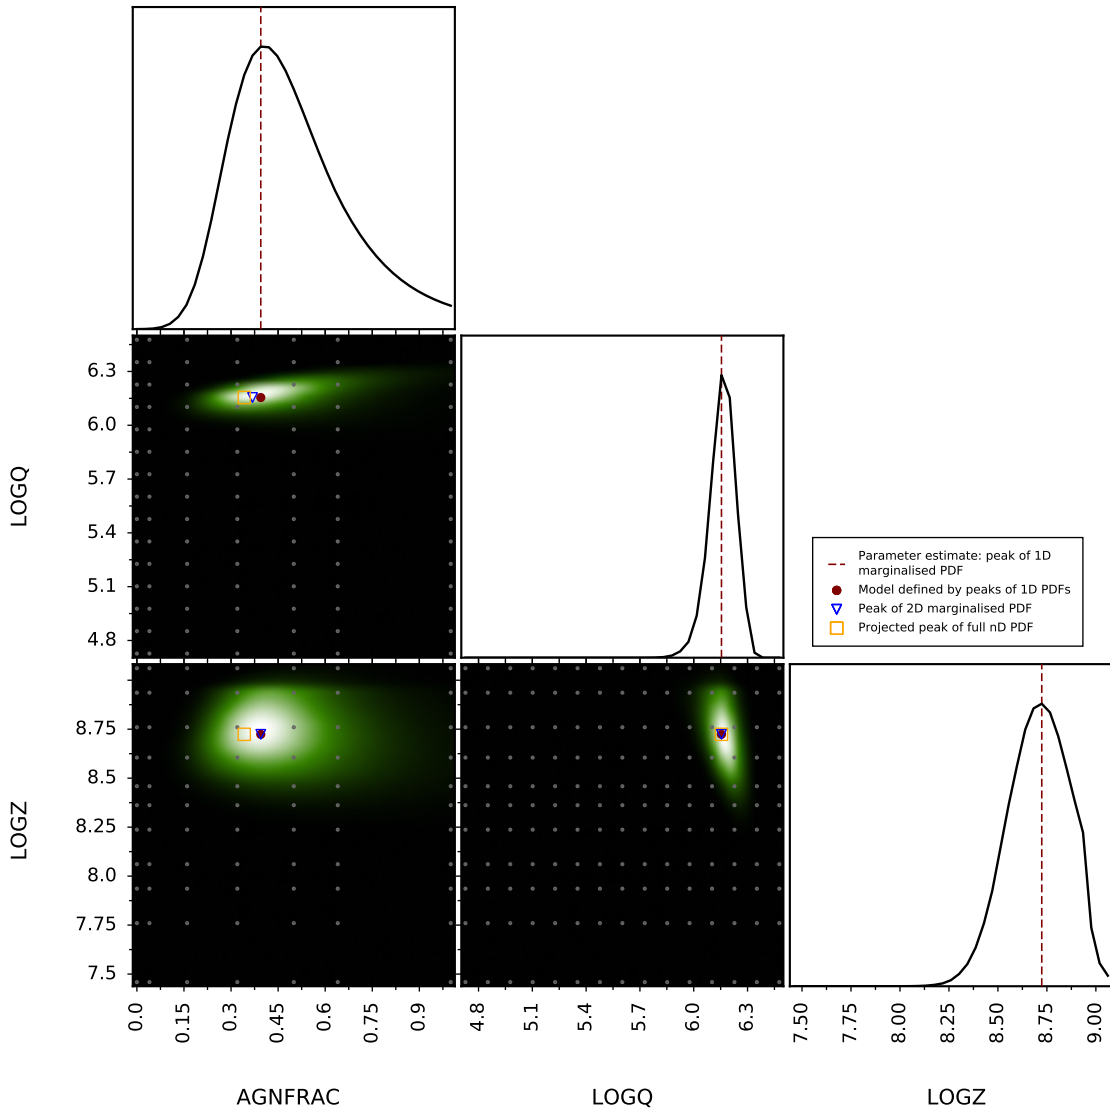 6.3
6.0
5.7
5.4
5.1
4.8
LOGQ
Parameter estimate: peak of 1D
marginalised PDF
Model defined by peaks of 1D PDFs
Peak of 2D marginalised PDF
Projected peak of full nD PDF
8.75
8.5
8.25
8.0
7.75
7.5
LOGZ
0.0 0.15 0.3 0.45 0.6 0.75 0.9
4.8 5.1 5.4 5.7 6.0 6.3
7.50 7.75 8.00 8.25 8.50 8.75 9.00
AGNFRAC LOGQ LOGZ